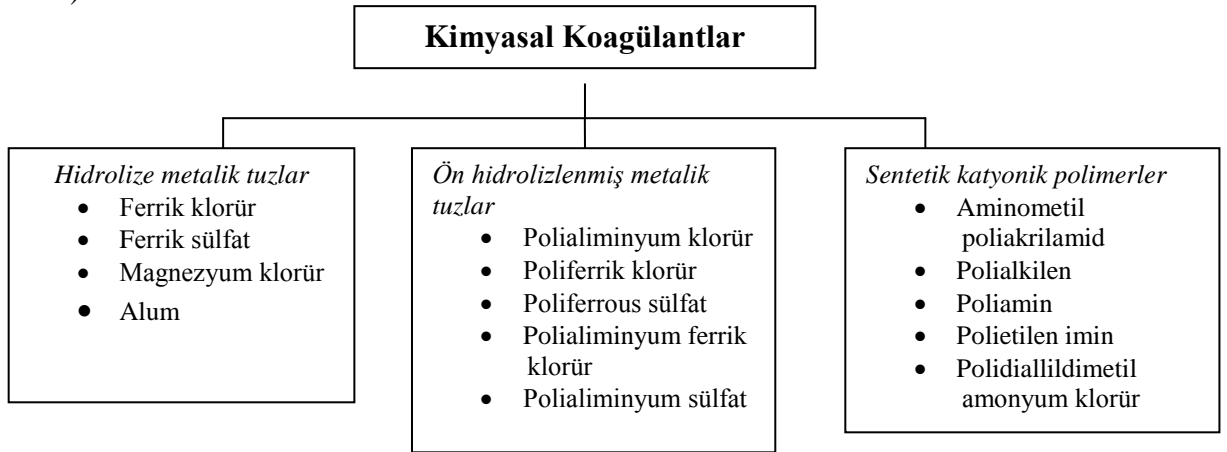 Kimyasal Koagülantlar
Hidrolize metalik tuzlar
• Ferrik klorür
• Ferrik sülfat
• Magnezyum klorür
• Alum
Ön hidrolizlenmiş metalik
tuzlar
• Polialiminyum klorür
• Poliferrik klorür
• Poliferrous sülfat
• Polialiminyum ferrik
klorür
• Polialiminyum sülfat
Sentetik katyonik polimerler
• Aminometil
poliakrilamid
• Polialkilen
• Poliamin
• Polietilen imin
• Polidiallildimetil
amonyum klorür